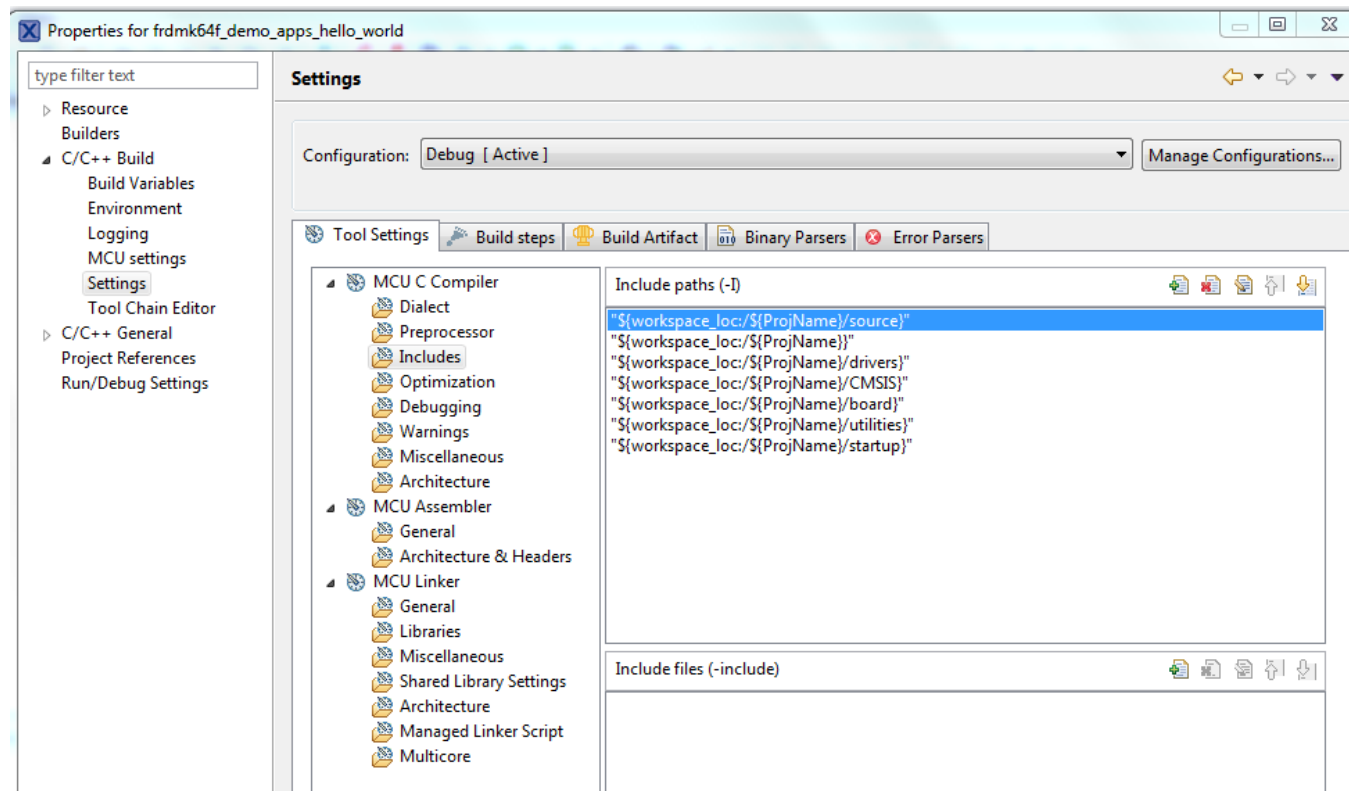 Properties for frdmk64f_demo_apps_hello_world
type filter text
Resource
Builders
C/C++ Build
Build Variables
Environment
Logging
MCU settings
Settings
Tool Chain Editor
C/C++ General
Project References
Run/Debug Settings
Settings
Configuration: Debug [ Active ] Manage Configurations...
Tool Settings Build steps Build Artifact Binary Parsers Error Parsers
MCU C Compiler
Dialect
Preprocessor
Includes
Optimization
Debugging
Warnings
Miscellaneous
Architecture
MCU Assembler
General
Architecture & Headers
MCU Linker
General
Libraries
Miscellaneous
Shared Library Settings
Architecture
Managed Linker Script
Multicore
Include paths (-I)
"${workspace_loc:/${ProjName}/source}"
"${workspace_loc:/${ProjName}}"
"${workspace_loc:/${ProjName}/drivers}"
"${workspace_loc:/${ProjName}/CMSIS}"
"${workspace_loc:/${ProjName}/board}"
"${workspace_loc:/${ProjName}/utilities}"
"${workspace_loc:/${ProjName}/startup}"
Include files (-include)